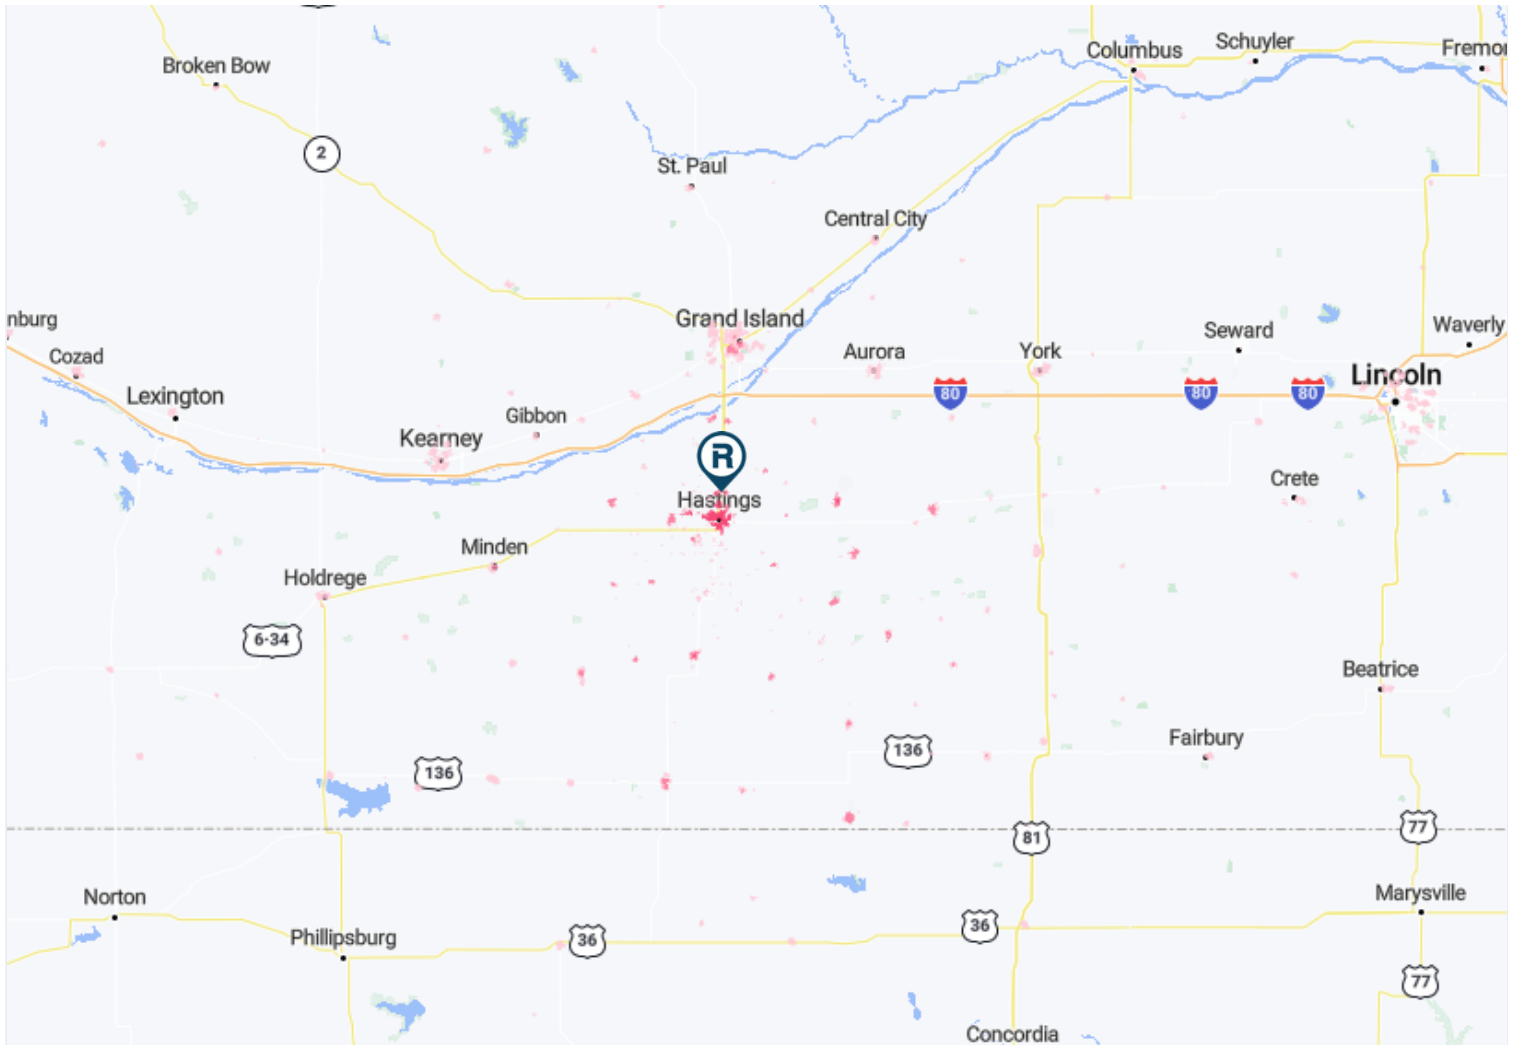 Broken Bow
Columbus
Schuyler
Fremon
2
St. Paul
Central City
nburg
Cozad
Lexington
Grand Island
Aurora
York
Seward
Waverly
Lincoln
80
80
80
Gibbon
Kearney
R
Hastings
Crete
Minden
Holdrege
6-34
Beatrice
Fairbury
136
136
81
77
Norton
Phillipsburg
36
36
Marysville
77
Concordia